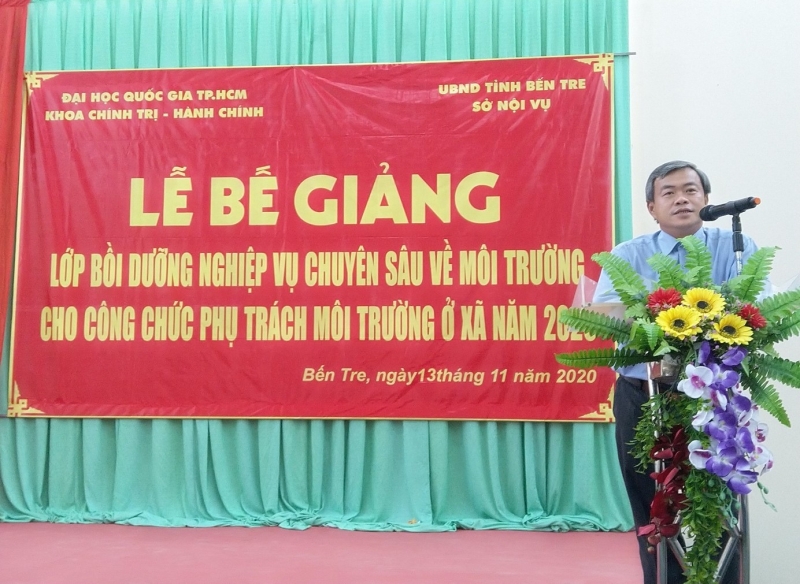 ĐẠI HỌC QUỐC GIA TP.HCM
KHOA CHÍNH TRỊ - HÀNH CHÍNH
UBND TỈNH BẾN TRE
SỞ NỘI VỤ
LỄ BẾ GIẢNG
LỚP BỒI DƯỠNG NGHIỆP VỤ CHUYÊN SÂU VỀ MÔI TRƯỜNG
CHO CÔNG CHỨC PHỤ TRÁCH MÔI TRƯỜNG Ở XÃ NĂM 2020
Bến Tre, ngày13tháng 11 năm 2020